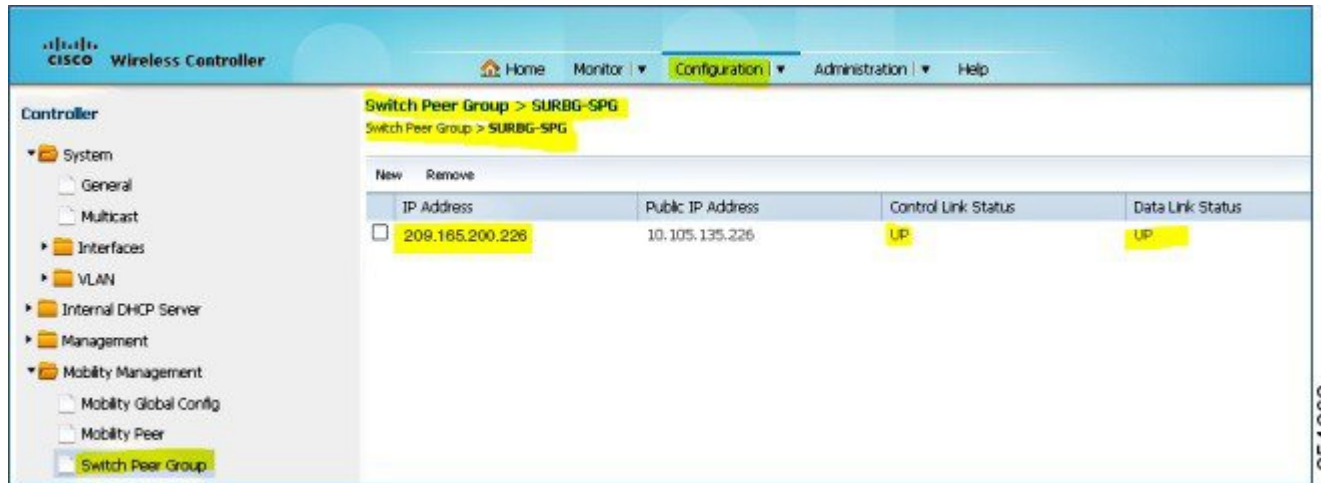 CISCO Wireless Controller
Home Monitor Configuration Administration Help
Controller
System
General
Multicast
Interfaces
VLAN
Internal DHCP Server
Management
Mobility Management
Mobility Global Config
Mobility Peer
Switch Peer Group
Switch Peer Group > SURBG-SPG
Switch Peer Group > SURBG-SPG
New Remove
IP Address Public IP Address Control Link Status Data Link Status
209.165.200.226 10.105.135.226 UP UP